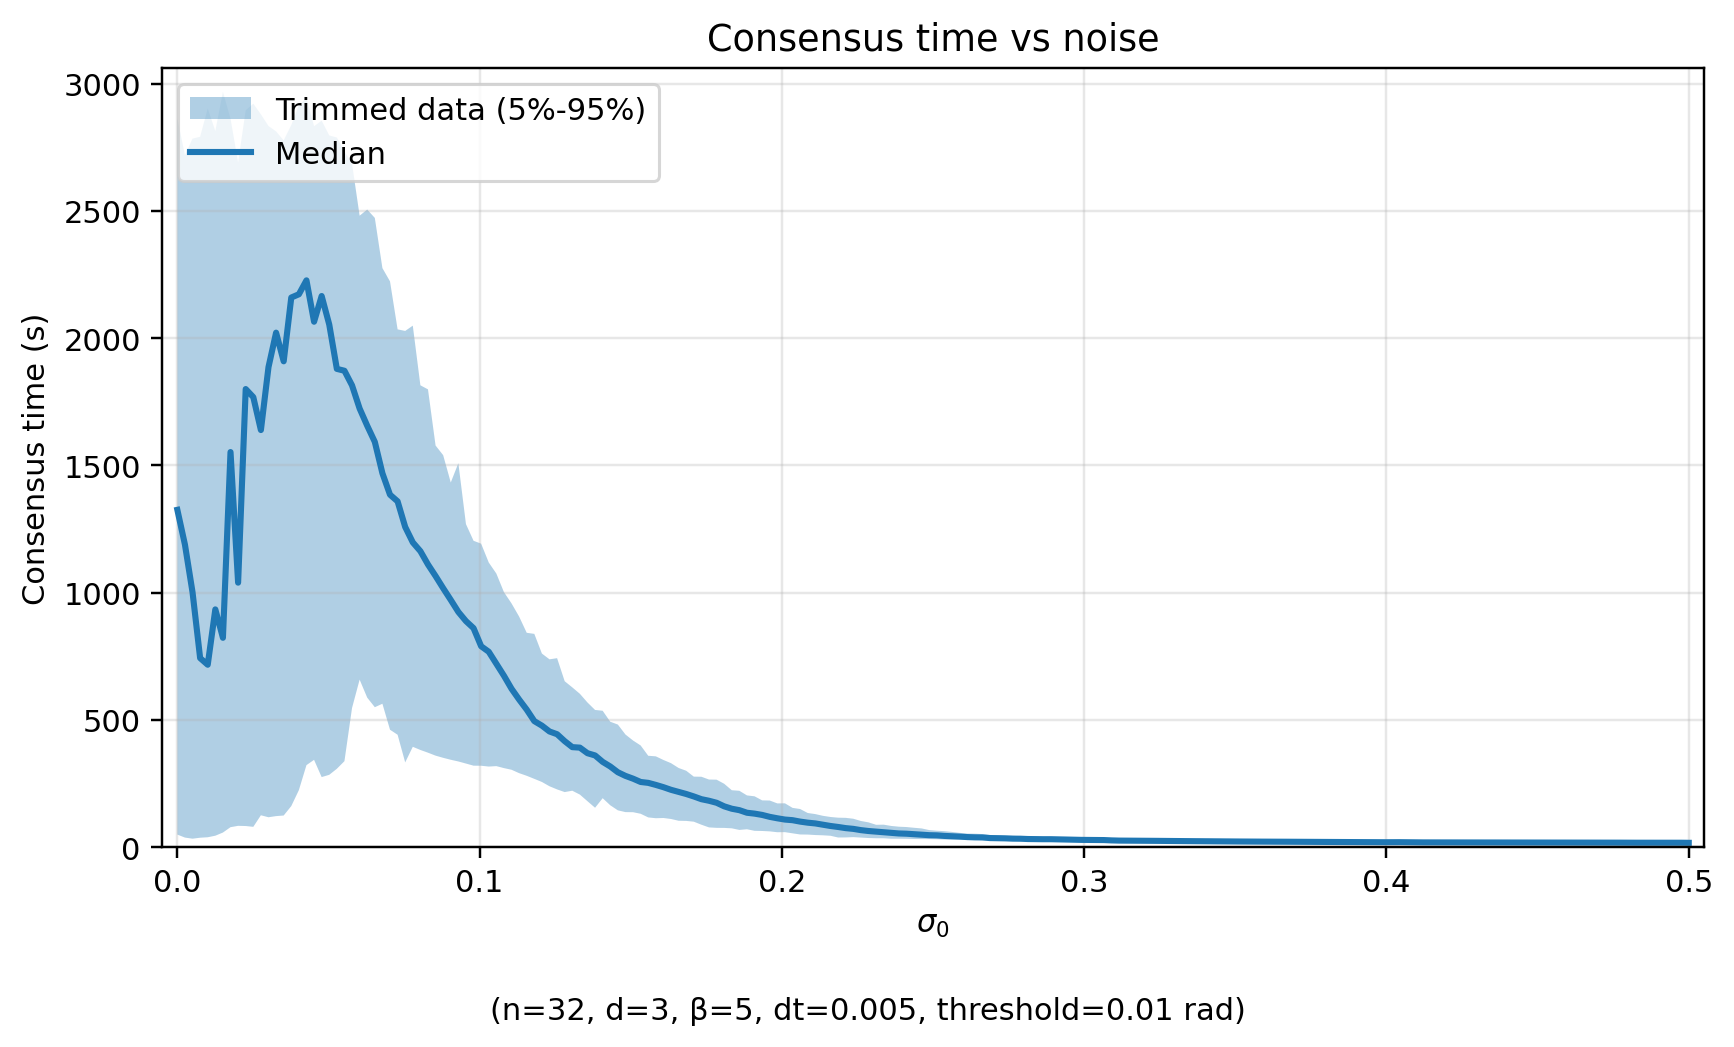 Consensus time vs noise
Trimmed data (5%-95%)
Median
Consensus time (s)
3000
2500
2000
1500
1000
500
0
0.0 0.1 0.2 0.3 0.4 0.5
σ₀
(n=32, d=3, β=5, dt=0.005, threshold=0.01 rad)